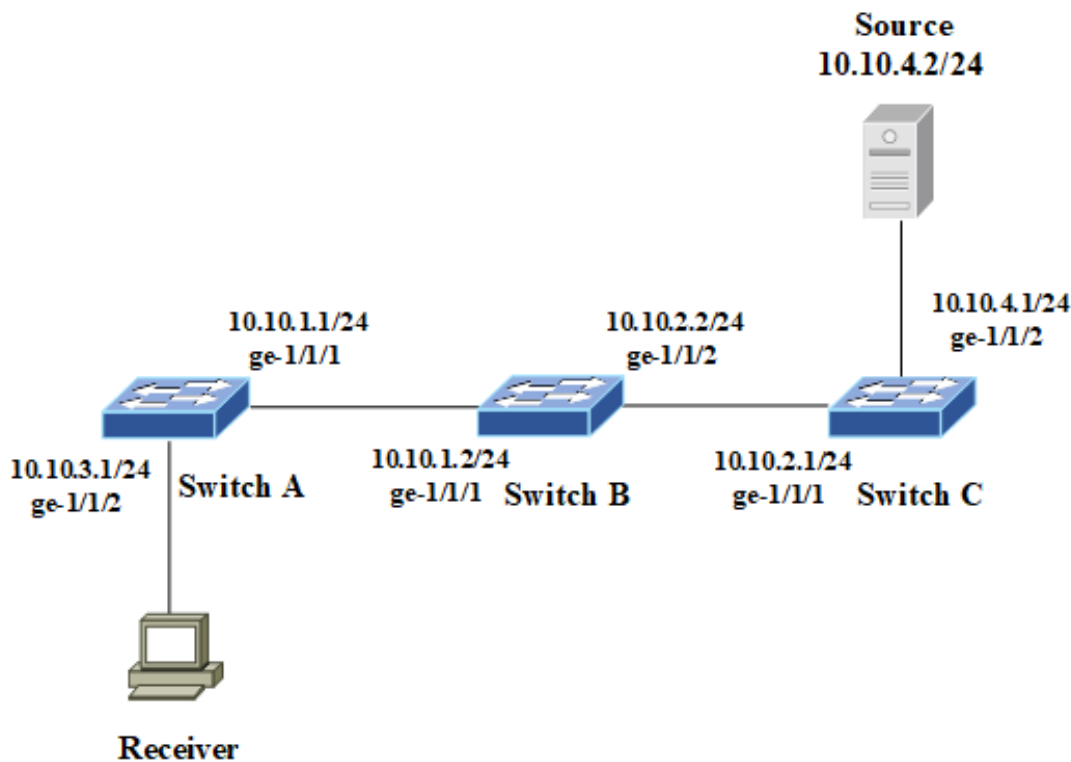 Source
10.10.4.2/24
10.10.4.1/24
ge-1/1/2
10.10.1.1/24
ge-1/1/1
10.10.2.2/24
ge-1/1/2
10.10.3.1/24
ge-1/1/2
Switch A
10.10.1.2/24
ge-1/1/1
Switch B
10.10.2.1/24
ge-1/1/1
Switch C
Receiver